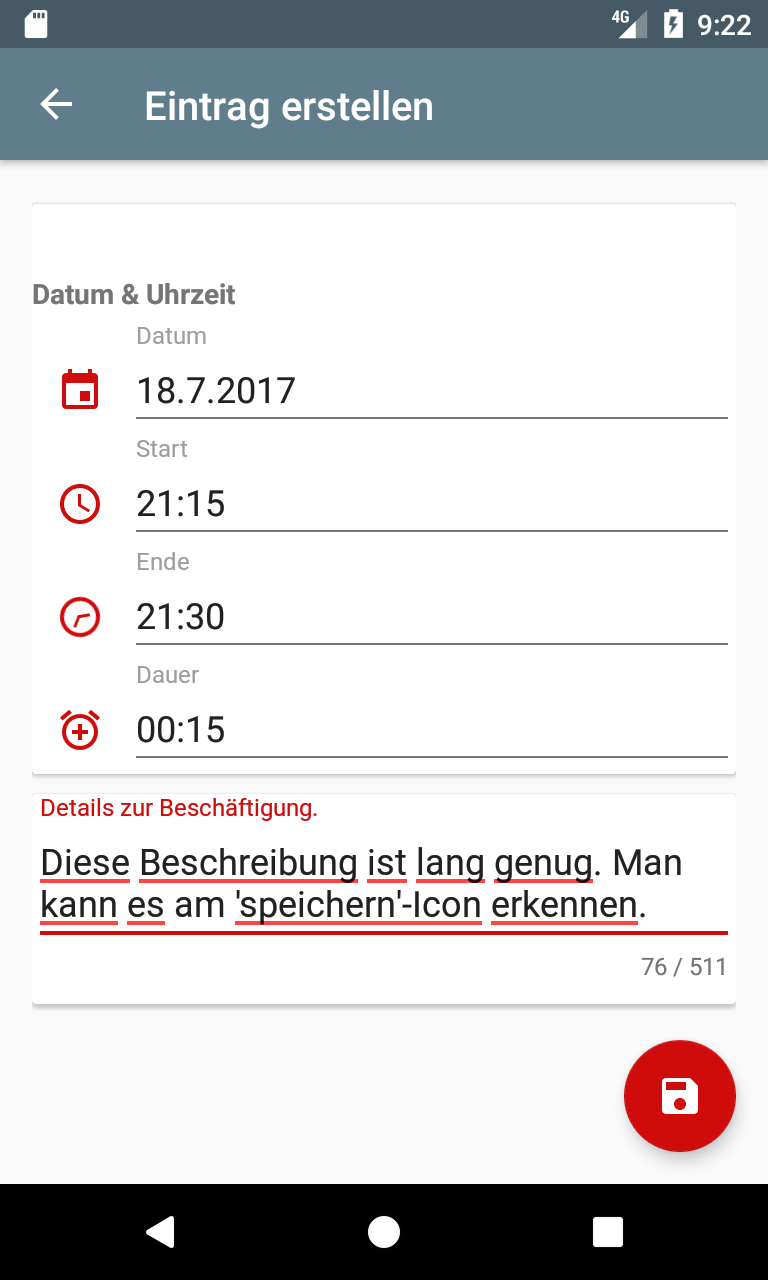 4G 9:22
Eintrag erstellen
Datum & Uhrzeit
Datum
18.7.2017
Start
21:15
Ende
21:30
Dauer
00:15
Details zur Beschäftigung.
Diese Beschreibung ist lang genug. Man
kann es am 'speichern'-Icon erkennen.
76 / 511